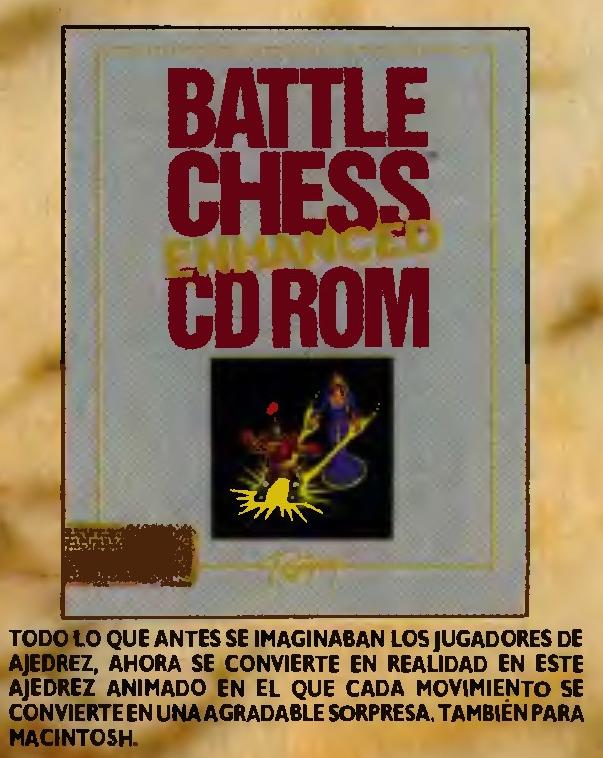 BATTLE
CHESS
ENHANCED
CD ROM
TODO LO QUE ANTES SE IMAGINABAN LOS JUGADORES DE
AJEDREZ, AHORA SE CONVIERTE EN REALIDAD EN ESTE
AJEDREZ ANIMADO EN EL QUE CADA MOVIMIENTO SE
CONVIERTE EN UNA AGRADABLE SORPRESA. TAMBIÉN PARA
MACINTOSH.